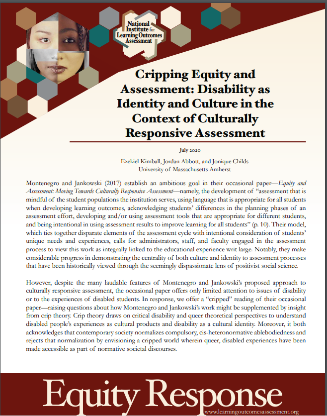 National
Institute for
Learning Outcomes
Assessment
Cripping Equity and
Assessment: Disability as
Identity and Culture in the
Context of Culturally
Responsive Assessment
July 2020
Ezekiel Kimball, Jordan Abbott, and Jonique Childs
University of Massachusetts Amherst
Montenegro and Jankowski (2017) establish an ambitious goal in their occasional paper—Equity and
Assessment: Moving Towards Culturally Responsive Assessment—namely, the development of "assessment that is
mindful of the student populations the institution serves, using language that is appropriate for all students
when developing learning outcomes, acknowledging students' differences in the planning phases of an
assessment effort, developing and/or using assessment tools that are appropriate for different students,
and being intentional in using assessment results to improve learning for all students" (p. 10). Their model,
which ties together disparate elements of the assessment cycle with intentional consideration of students'
unique needs and experiences, calls for administrators, staff, and faculty engaged in the assessment
process to view this work as integrally linked to the educational experience writ large. Notably, they make
considerable progress in demonstrating the centrality of both culture and identity to assessment processes
that have been historically viewed through the seemingly dispassionate lens of positivist social science.
However, despite the many laudable features of Montenegro and Jankowski's proposed approach to
culturally responsive assessment, the occasional paper offers only limited attention to issues of disability
or to the experiences of disabled students. In response, we offer a "cripped" reading of their occasional
paper—raising questions about how Montenegro and Jankowski's work might be supplemented by insight
from crip theory. Crip theory draws on critical disability and queer theoretical perspectives to understand
disabled people's experiences as cultural products and disability as a cultural identity. Moreover, it both
acknowledges that contemporary society normalizes compulsory, cis-heteronormative ablebodiedness and
rejects that normalization by envisioning a cripped world wherein queer, disabled experiences have been
made accessible as part of normative societal discourses.
Equity Response
www.learningoutcomesassessment.org